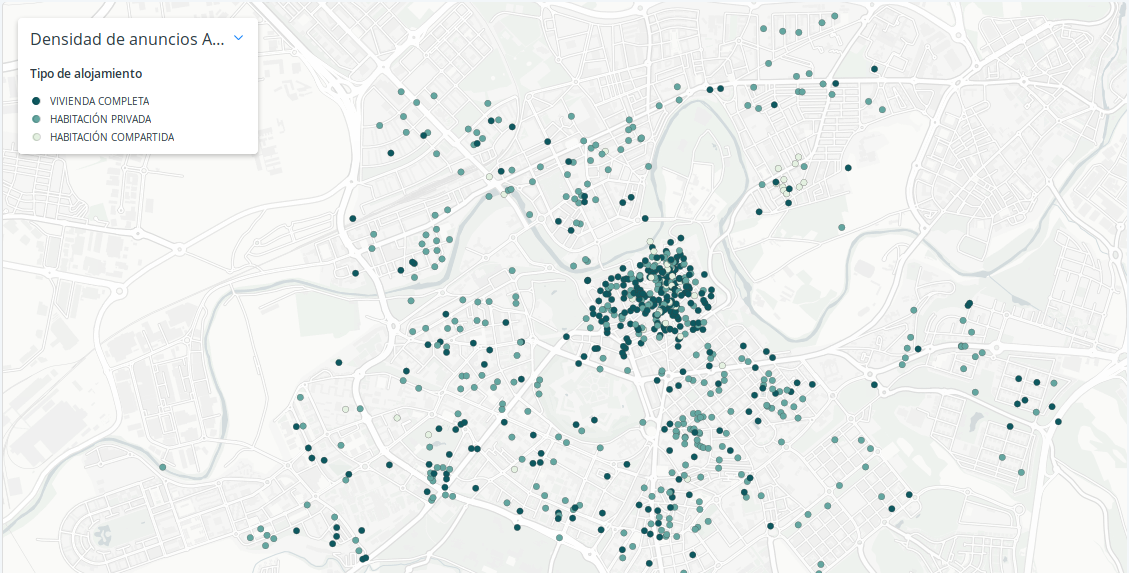 Densidad de anuncios A...
Tipo de alojamiento
VIVIENDA COMPLETA
HABITACIÓN PRIVADA
HABITACIÓN COMPARTIDA